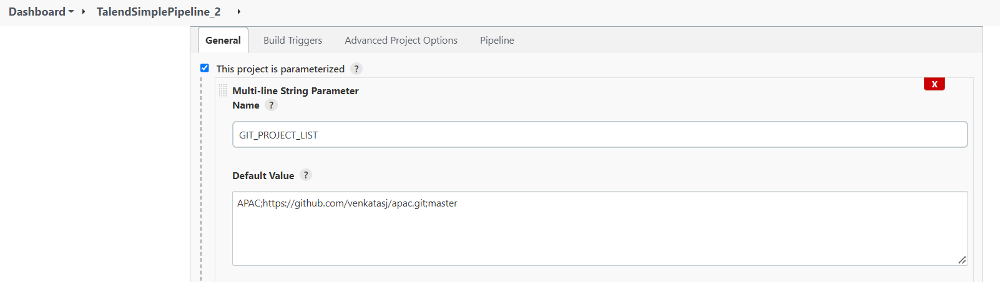 Dashboard TalendSimplePipeline_2
General Build Triggers Advanced Project Options Pipeline
This project is parameterized ?
X
Multi-line String Parameter
Name ?
GIT_PROJECT_LIST
Default Value ?
APAC;https://github.com/venkatasj/apac.git;master